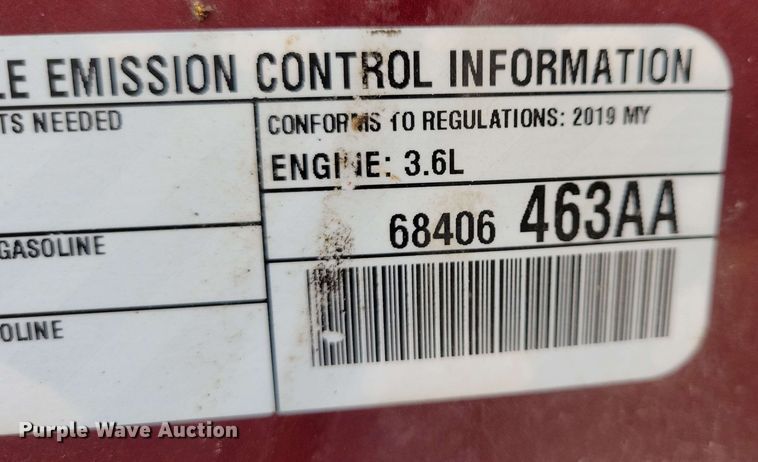 LE EMISSION CONTROL INFORMATION
TS NEEDED
CONFORMS TO REGULATIONS: 2019 MY
ENGINE: 3.6L
68406 463AA
GASOLINE
OLINE
Purple Wave Auction